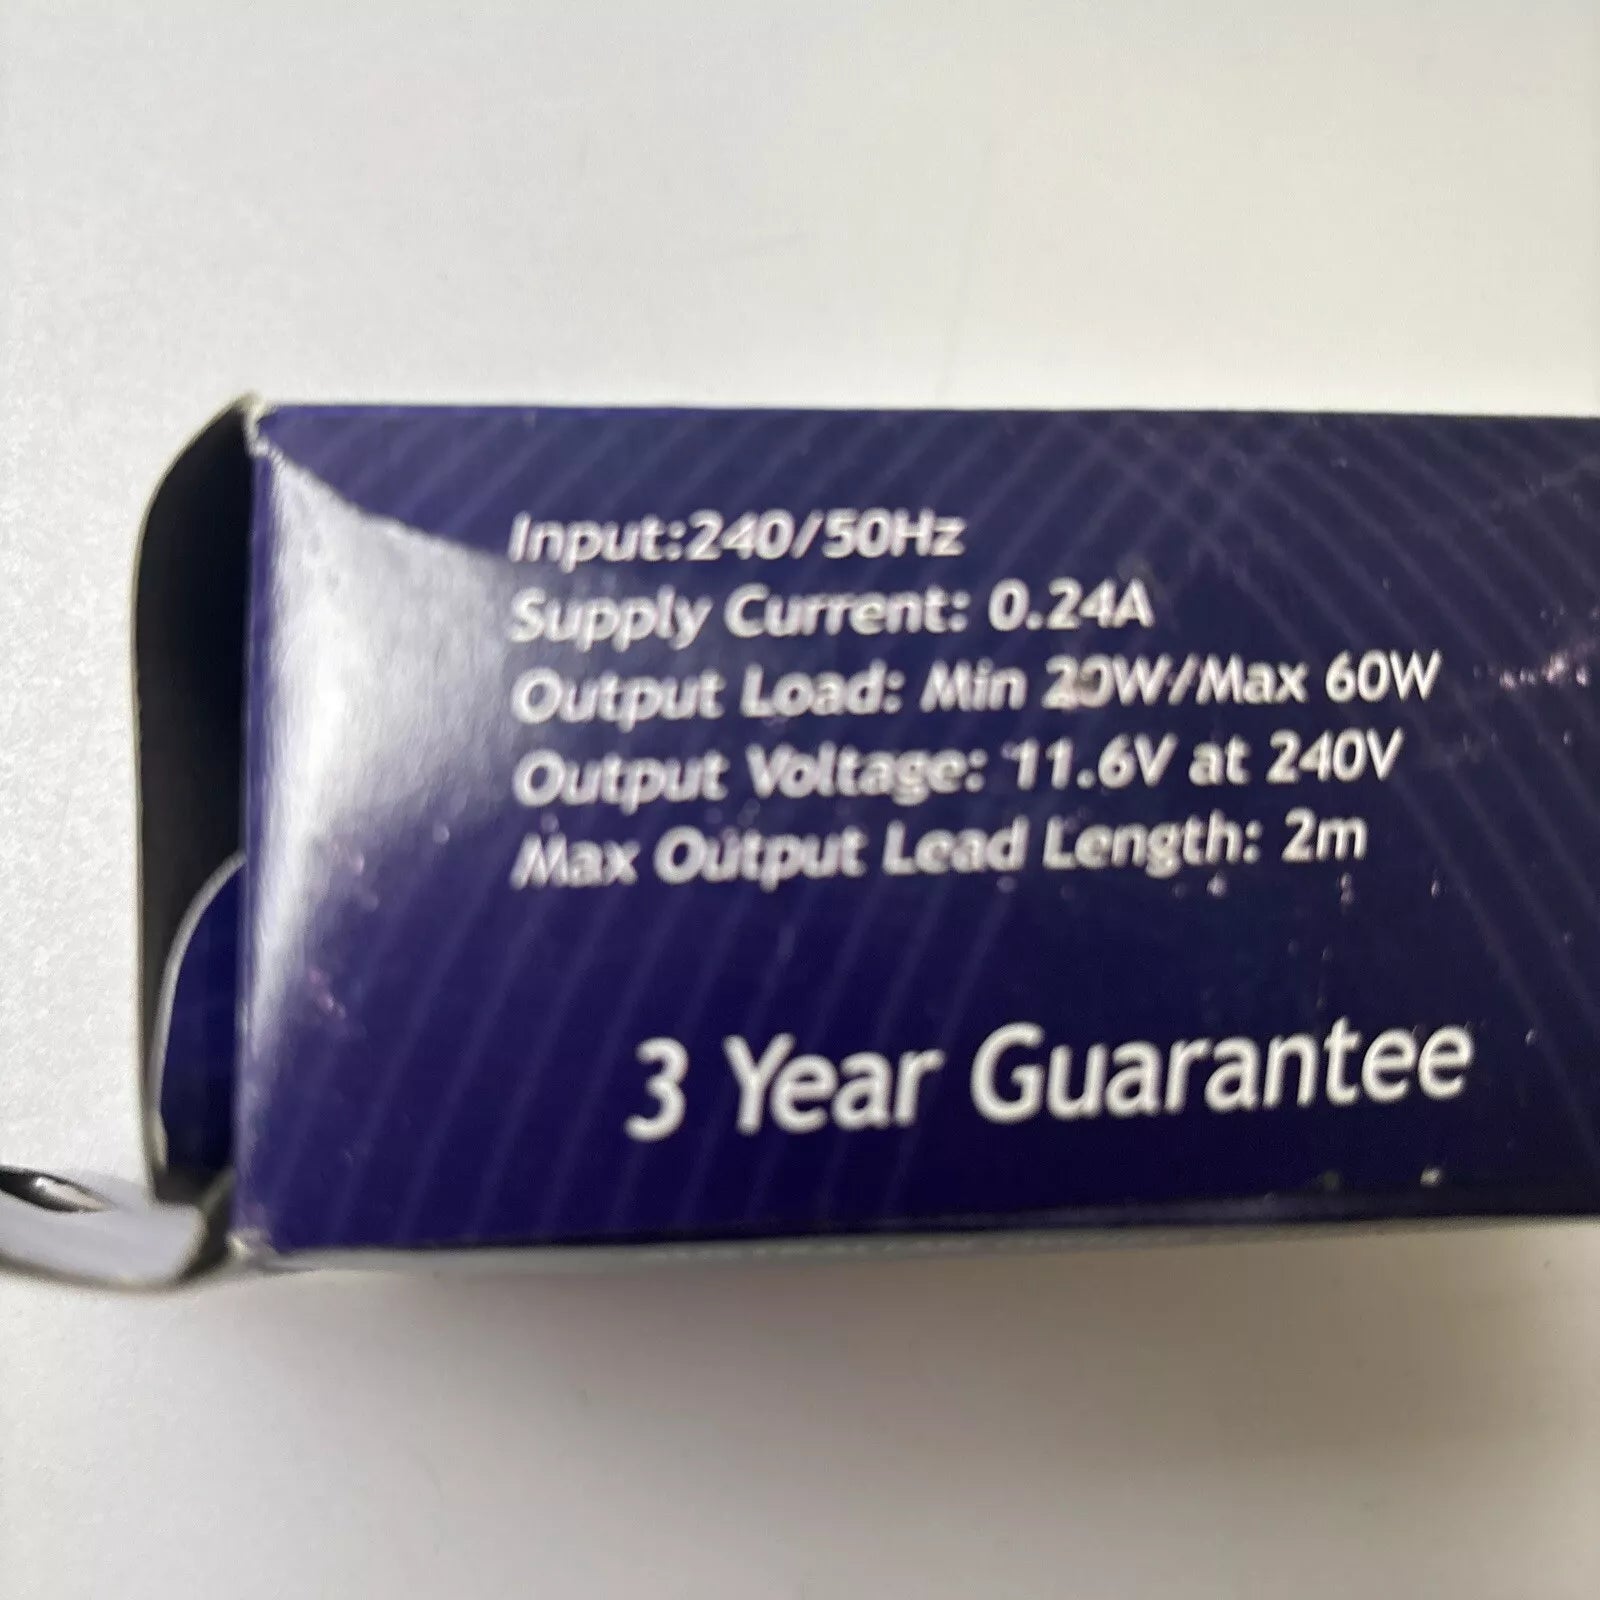 Input:240/50Hz
Supply Current: 0.24A
Output Load: Min 20W/Max 60W
Output Voltage: 11.6V at 240V
Max Output Lead Length: 2m
3 Year Guarantee